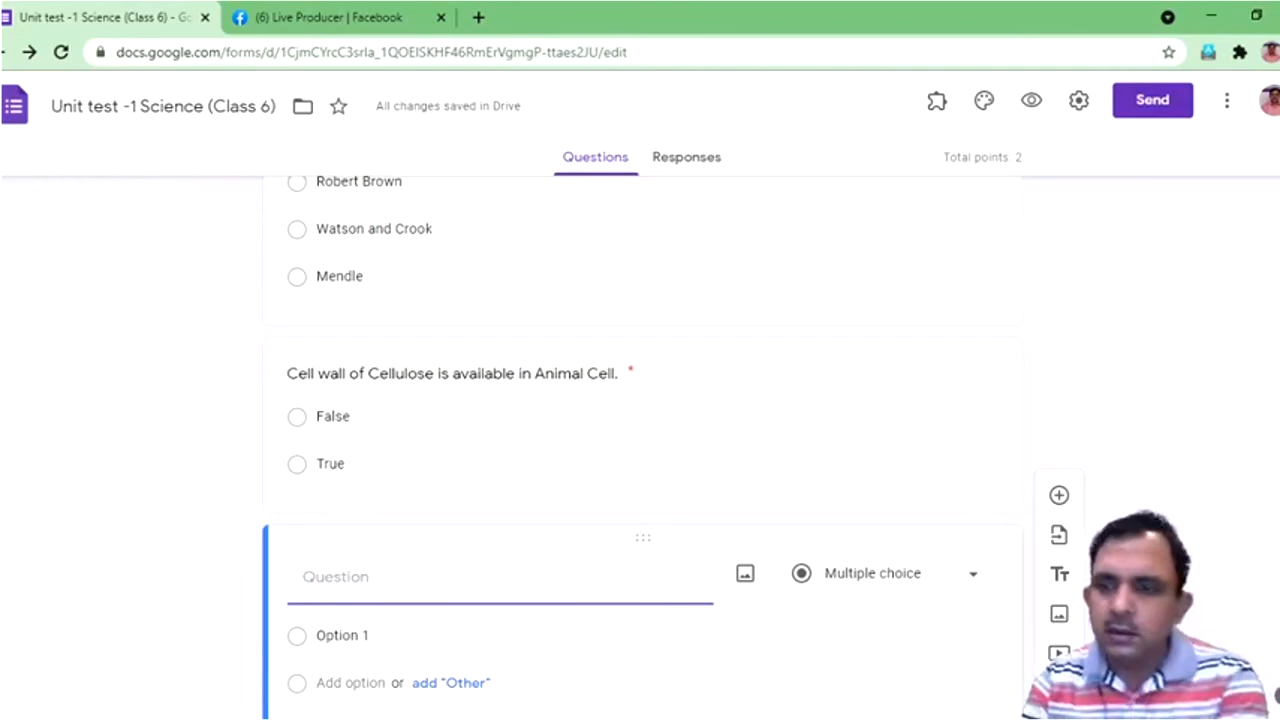 Unit test -1 Science (Class 6) - Go
(6) Live Producer | Facebook
docs.google.com/forms/d/1CjmCYrcC3srIa_1QOElSKHF46RmErVgmgP-ttaes2JU/edit
Unit test -1 Science (Class 6)
All changes saved in Drive
Send
Questions
Responses
Total points: 2
Robert Brown
Watson and Crook
Mendle
Cell wall of Cellulose is available in Animal Cell. *
False
True
Question
Multiple choice
Option 1
Add option or add "Other"